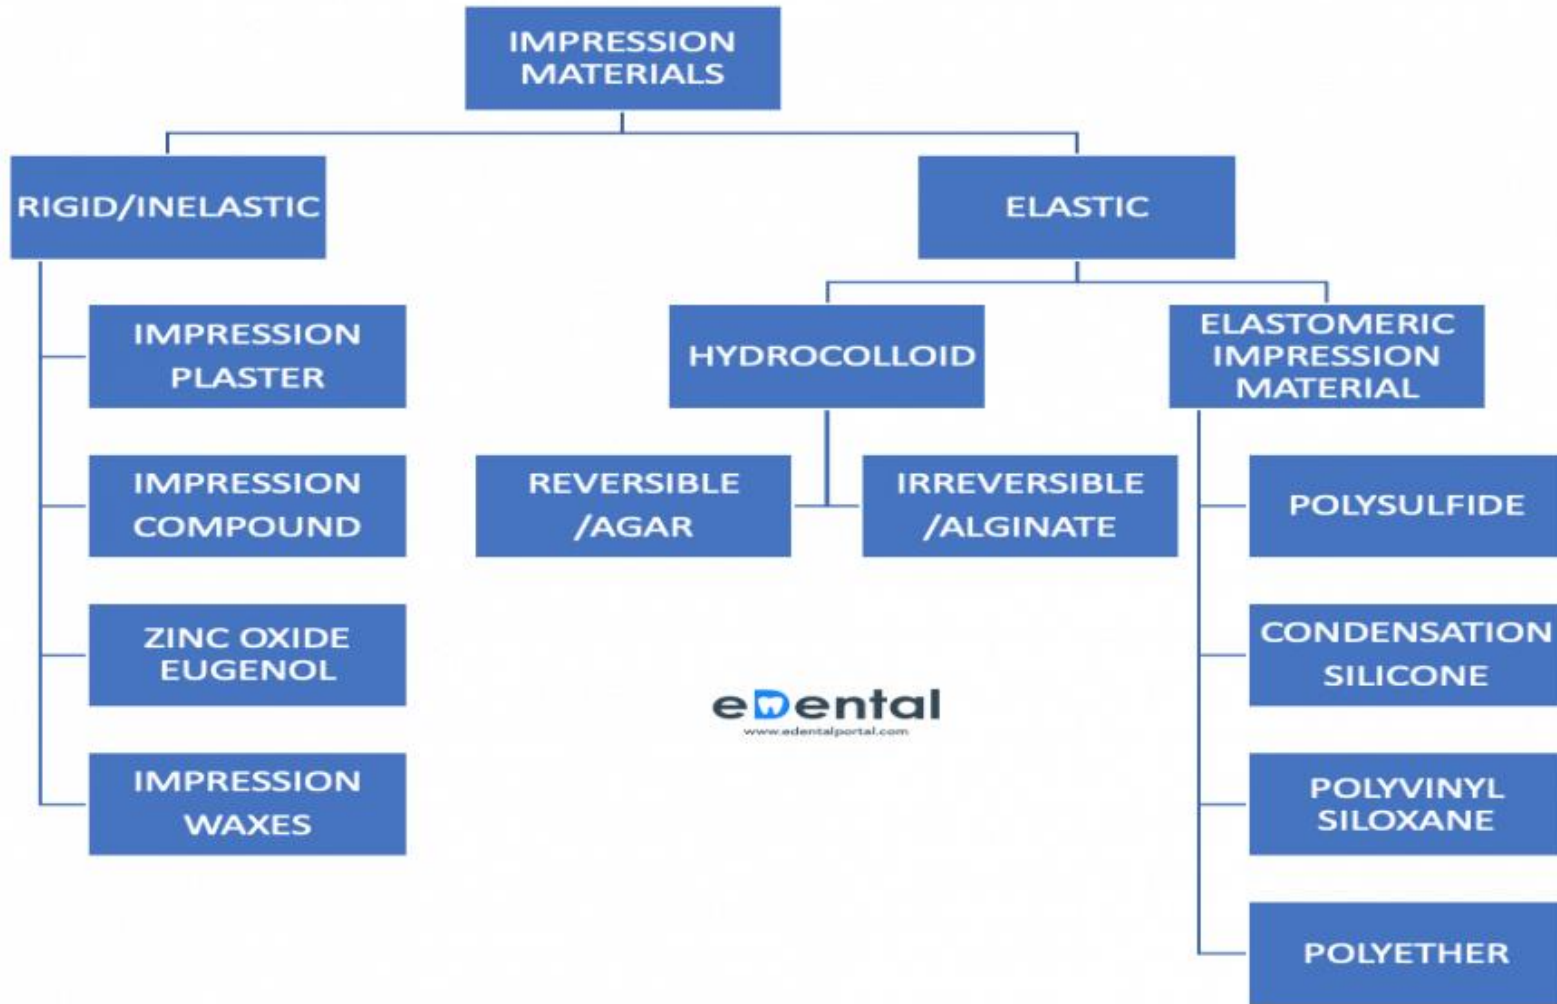 IMPRESSION
MATERIALS
RIGID/INELASTIC
ELASTIC
IMPRESSION
PLASTER
HYDROCOLLOID
ELASTOMERIC
IMPRESSION
MATERIAL
IMPRESSION
COMPOUND
REVERSIBLE
/AGAR
IRREVERSIBLE
/ALGINATE
POLYSULFIDE
ZINC OXIDE
EUGENOL
CONDENSATION
SILICONE
eDental
www.edentalportal.com
IMPRESSION
WAXES
POLYVINYL
SILOXANE
POLYETHER